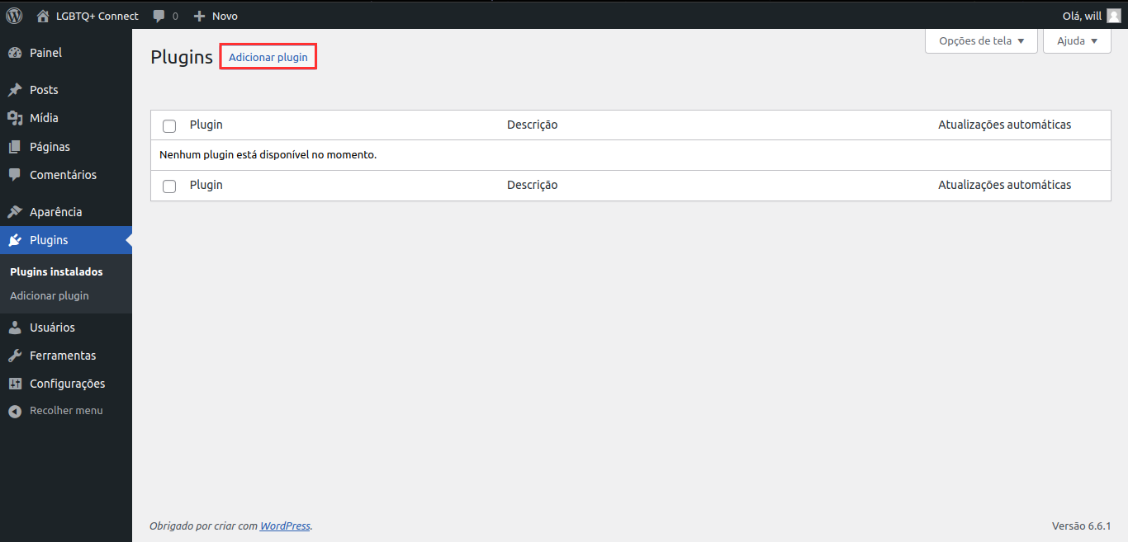 LGBTQ+ Connect 0 Novo Olá, will
Opções de tela Ajuda
Plugins Adicionar plugin
Painel
Posts
Mídia
Páginas
Comentários
Aparência
Plugins
Plugins instalados
Adicionar plugin
Usuários
Ferramentas
Configurações
Recolher menu
Plugin Descrição Atualizações automáticas
Nenhum plugin está disponível no momento.
Plugin Descrição Atualizações automáticas
Obrigado por criar com WordPress. Versão 6.6.1